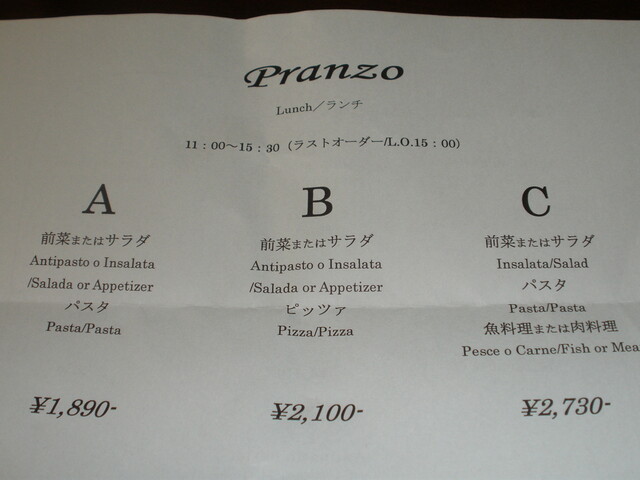 Pranzo
Lunch／ランチ
11：00～15：30（ラストオーダー/L.O.15：00）
A
前菜またはサラダ
Antipasto o Insalata
/Salada or Appetizer
パスタ
Pasta/Pasta
¥1,890-
B
前菜またはサラダ
Antipasto o Insalata
/Salada or Appetizer
ピッツァ
Pizza/Pizza
¥2,100-
C
前菜またはサラダ
Insalata/Salad
パスタ
Pasta/Pasta
魚料理または肉料理
Pesce o Carne/Fish or Mea
¥2,730-